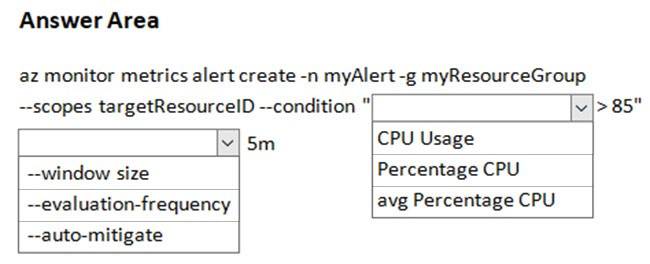 Answer Area
az monitor metrics alert create -n myAlert -g myResourceGroup
--scopes targetResourceID --condition " > 85"
5m
--window size
--evaluation-frequency
--auto-mitigate
CPU Usage
Percentage CPU
avg Percentage CPU